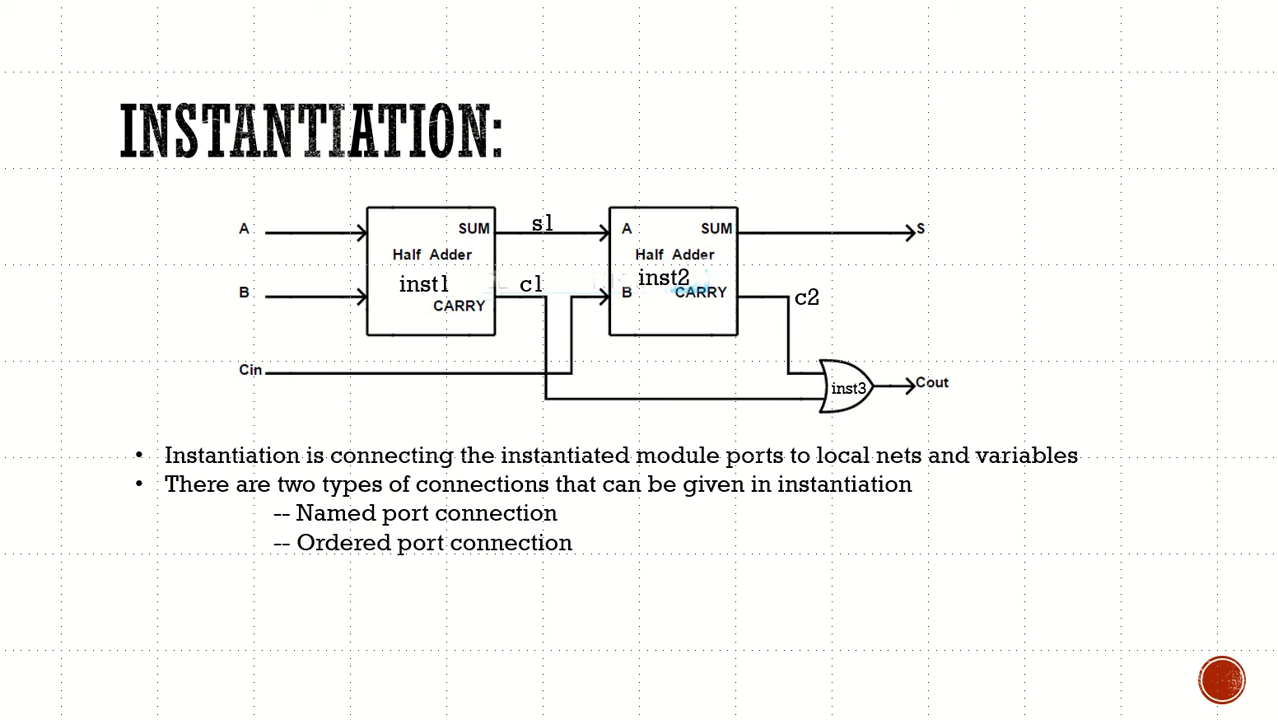 INSTANTIATION:
A SUM s1 A SUM S
Half Adder Half Adder
inst1 c1 inst2
B CARRY B CARRY c2
Cin inst3 Cout
• Instantiation is connecting the instantiated module ports to local nets and variables
• There are two types of connections that can be given in instantiation
-- Named port connection
-- Ordered port connection